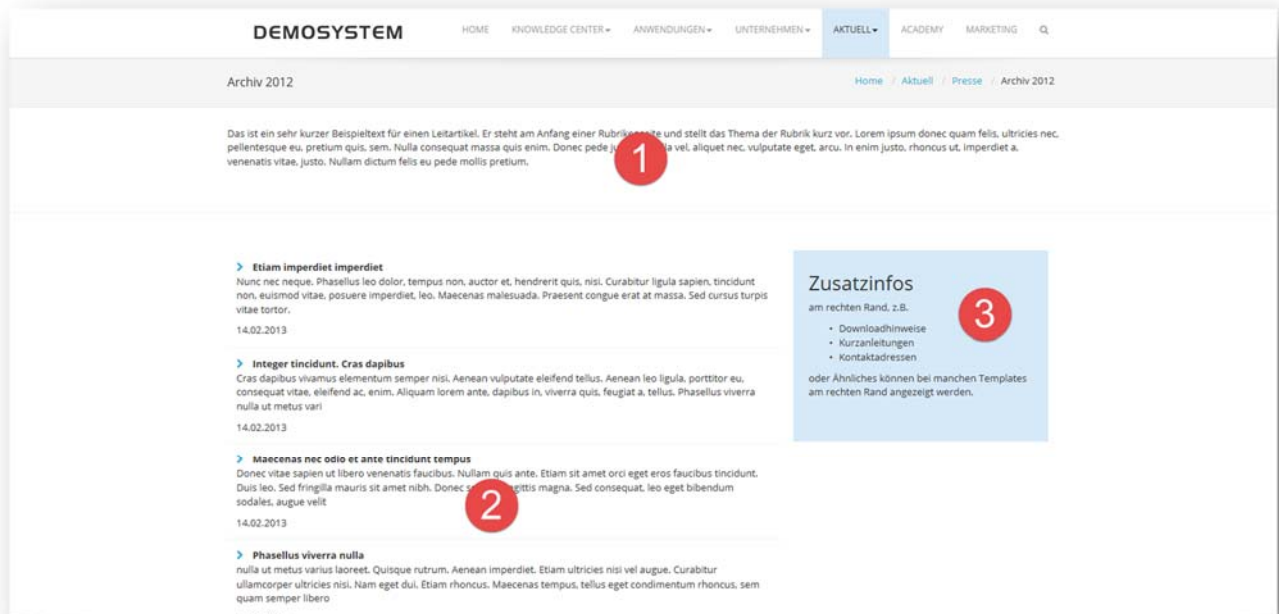 DEMOSYSTEM
HOME KNOWLEDGE CENTER ANWENDUNGEN UNTERNEHMEN AKTUELL ACADEMY MARKETING
Archiv 2012
Home / Aktuell / Presse / Archiv 2012
Das ist ein sehr kurzer Beispieltext für einen Leitartikel. Er steht am Anfang einer und stellt das Thema der Rubrik kurz vor. Lorem ipsum donec quam felis, ultricies nec,
pellentesque eu, pretium quis, sem. Nulla consequat massa quis enim. Donec pede vel, aliquet nec, vulputate eget, arcu. In enim justo, rhoncus ut, imperdiet a,
venenatis vitae, justo. Nullam dictum felis eu pede mollis pretium.
1
Etiam imperdiet imperdiet
Nunc nec neque. Phasellus leo dolor, tempus non, auctor et, hendrerit quis, nisi. Curabitur ligula sapien, tincidunt
non, euismod vitae, posuere imperdiet, leo. Maecenas malesuada. Praesent congue erat at massa. Sed cursus turpis
vitae tortor.
14.02.2013
Integer tincidunt. Cras dapibus
Cras dapibus vivamus elementum semper nisi. Aenean vulputate eleifend tellus. Aenean leo ligula, porttitor eu,
consequat vitae, eleifend ac, enim. Aliquam lorem ante, dapibus in, viverra quis, feugiat a, tellus. Phasellus viverra
nulla ut metus vari
14.02.2013
Maecenas nec odio et ante tincidunt tempus
Donec vitae sapien ut libero venenatis faucibus. Nullam quis ante. Etiam sit amet orci eget eros faucibus tincidunt.
Duis leo. Sed fringilla mauris sit amet nibh. Donec magna. Sed consequat, leo eget bibendum
sodales, augue velit
2
14.02.2013
Phasellus viverra nulla
nulla ut metus varius laoreet. Quisque rutrum. Aenean imperdiet. Etiam ultricies nisi vel augue. Curabitur
ullamcorper ultricies nisi. Nam eget dui. Etiam rhoncus. Maecenas tempus, tellus eget condimentum rhoncus, sem
quam semper libero
Zusatzinfos
am rechten Rand, z.B.
3
• Downloadhinweise
• Kurzanleitungen
• Kontaktadressen
oder Ähnliches können bei manchen Templates
am rechten Rand angezeigt werden.